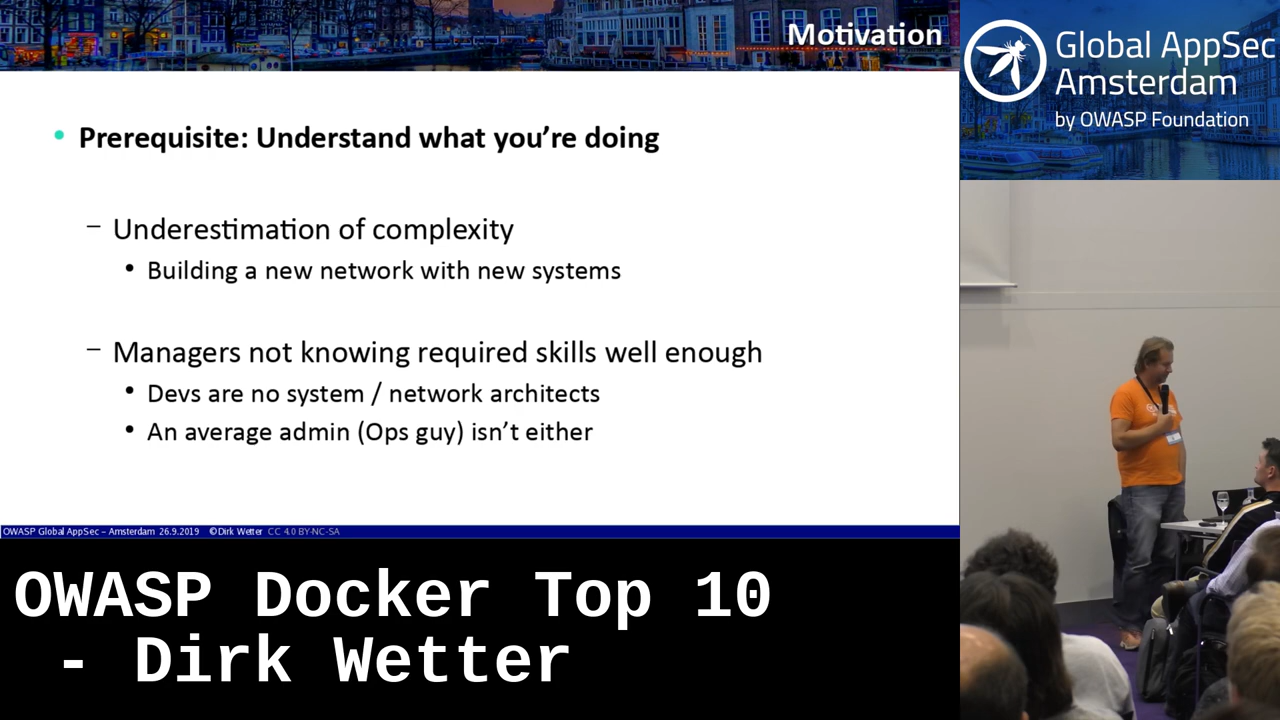 Motivation
Prerequisite: Understand what you're doing
– Underestimation of complexity
Building a new network with new systems
– Managers not knowing required skills well enough
Devs are no system / network architects
An average admin (Ops guy) isn't either
OWASP Global AppSec – Amsterdam 26.9.2019 ©Dirk Wetter CC 4.0 BY-NC-SA
OWASP Docker Top 10
- Dirk Wetter
Global AppSec
Amsterdam
by OWASP Foundation